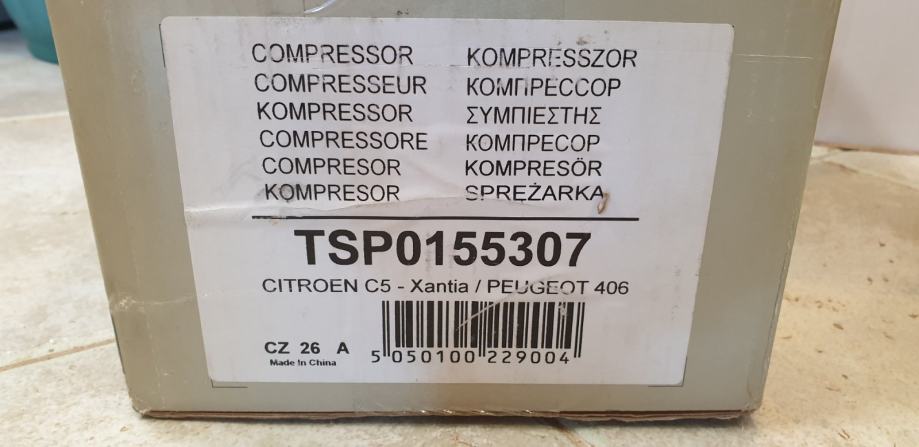 COMPRESSOR KOMPRESSZOR
COMPRESSEUR КОМПРЕССОР
KOMPRESSOR ΣΥΜΠΙΕΣΤΗΣ
COMPRESSORE КОМПРЕСОР
COMPRESOR KOMPRESÖR
KOMPRESOR SPRĘŻARKA
TSP0155307
CITROEN C5 - Xantia / PEUGEOT 406
CZ 26 A
Made In China
5 050100 229004